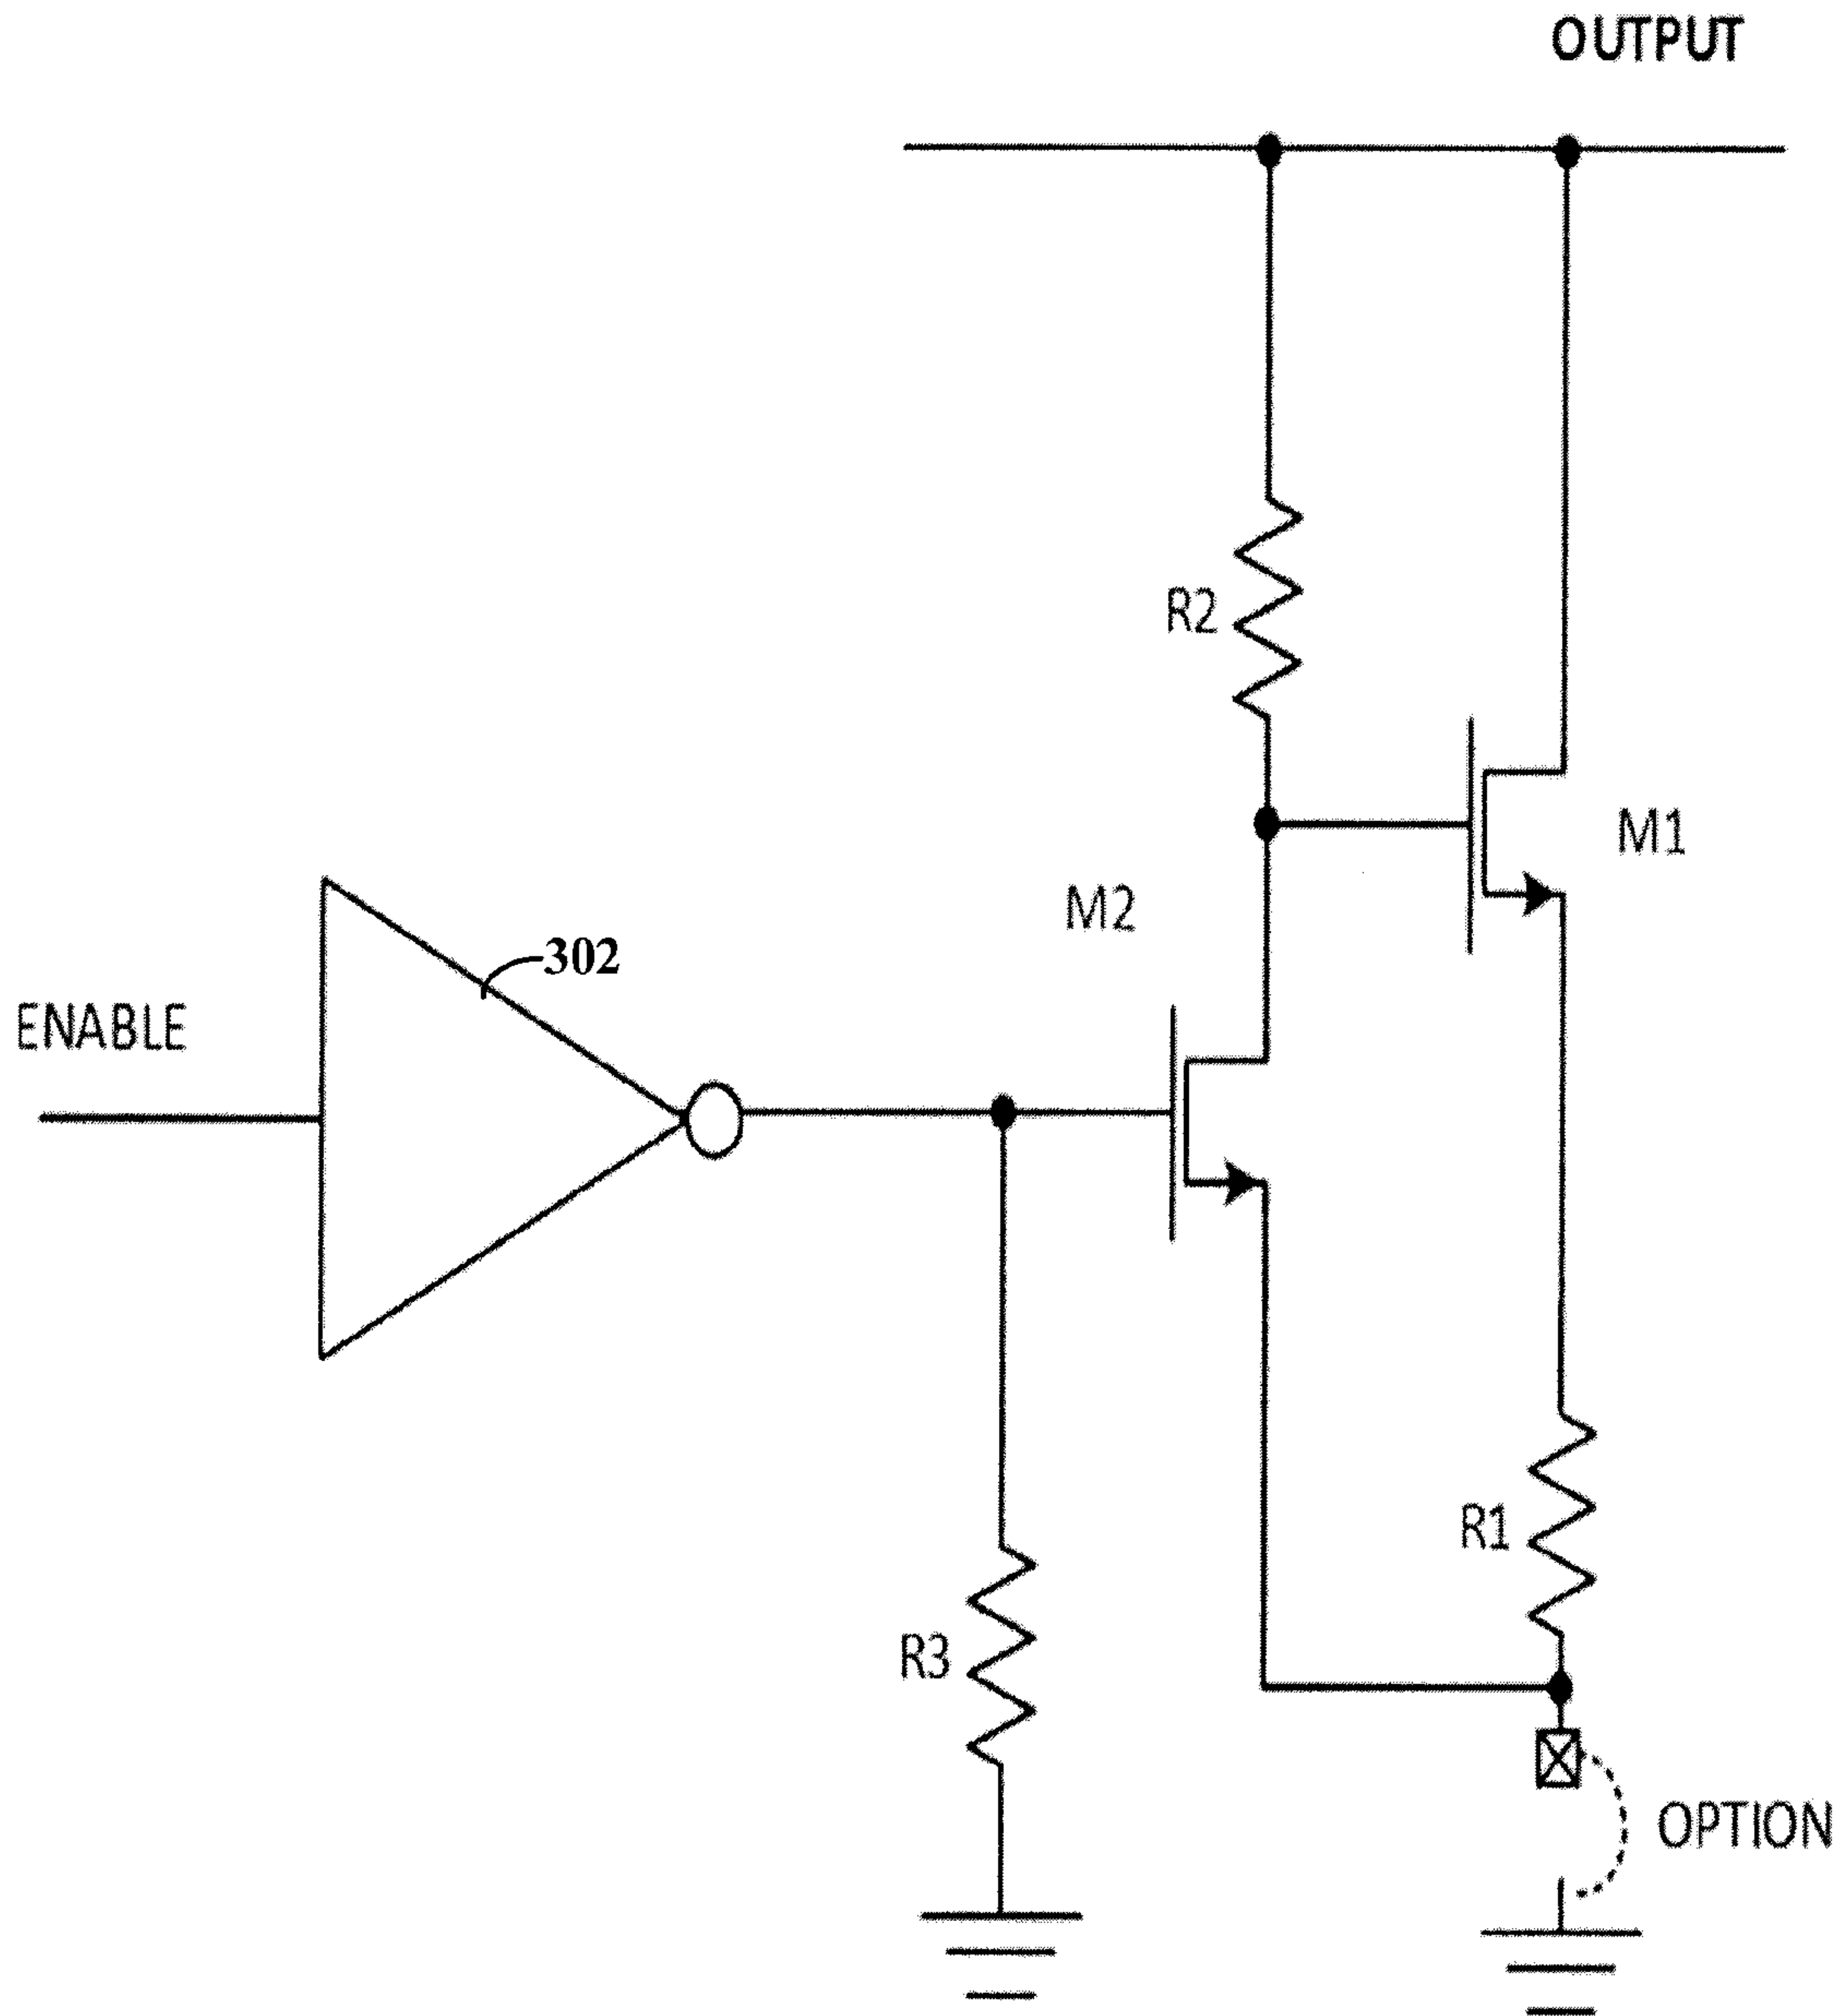 OUTPUT
R2
M1
M2
302
ENABLE
R1
R3
OPTION